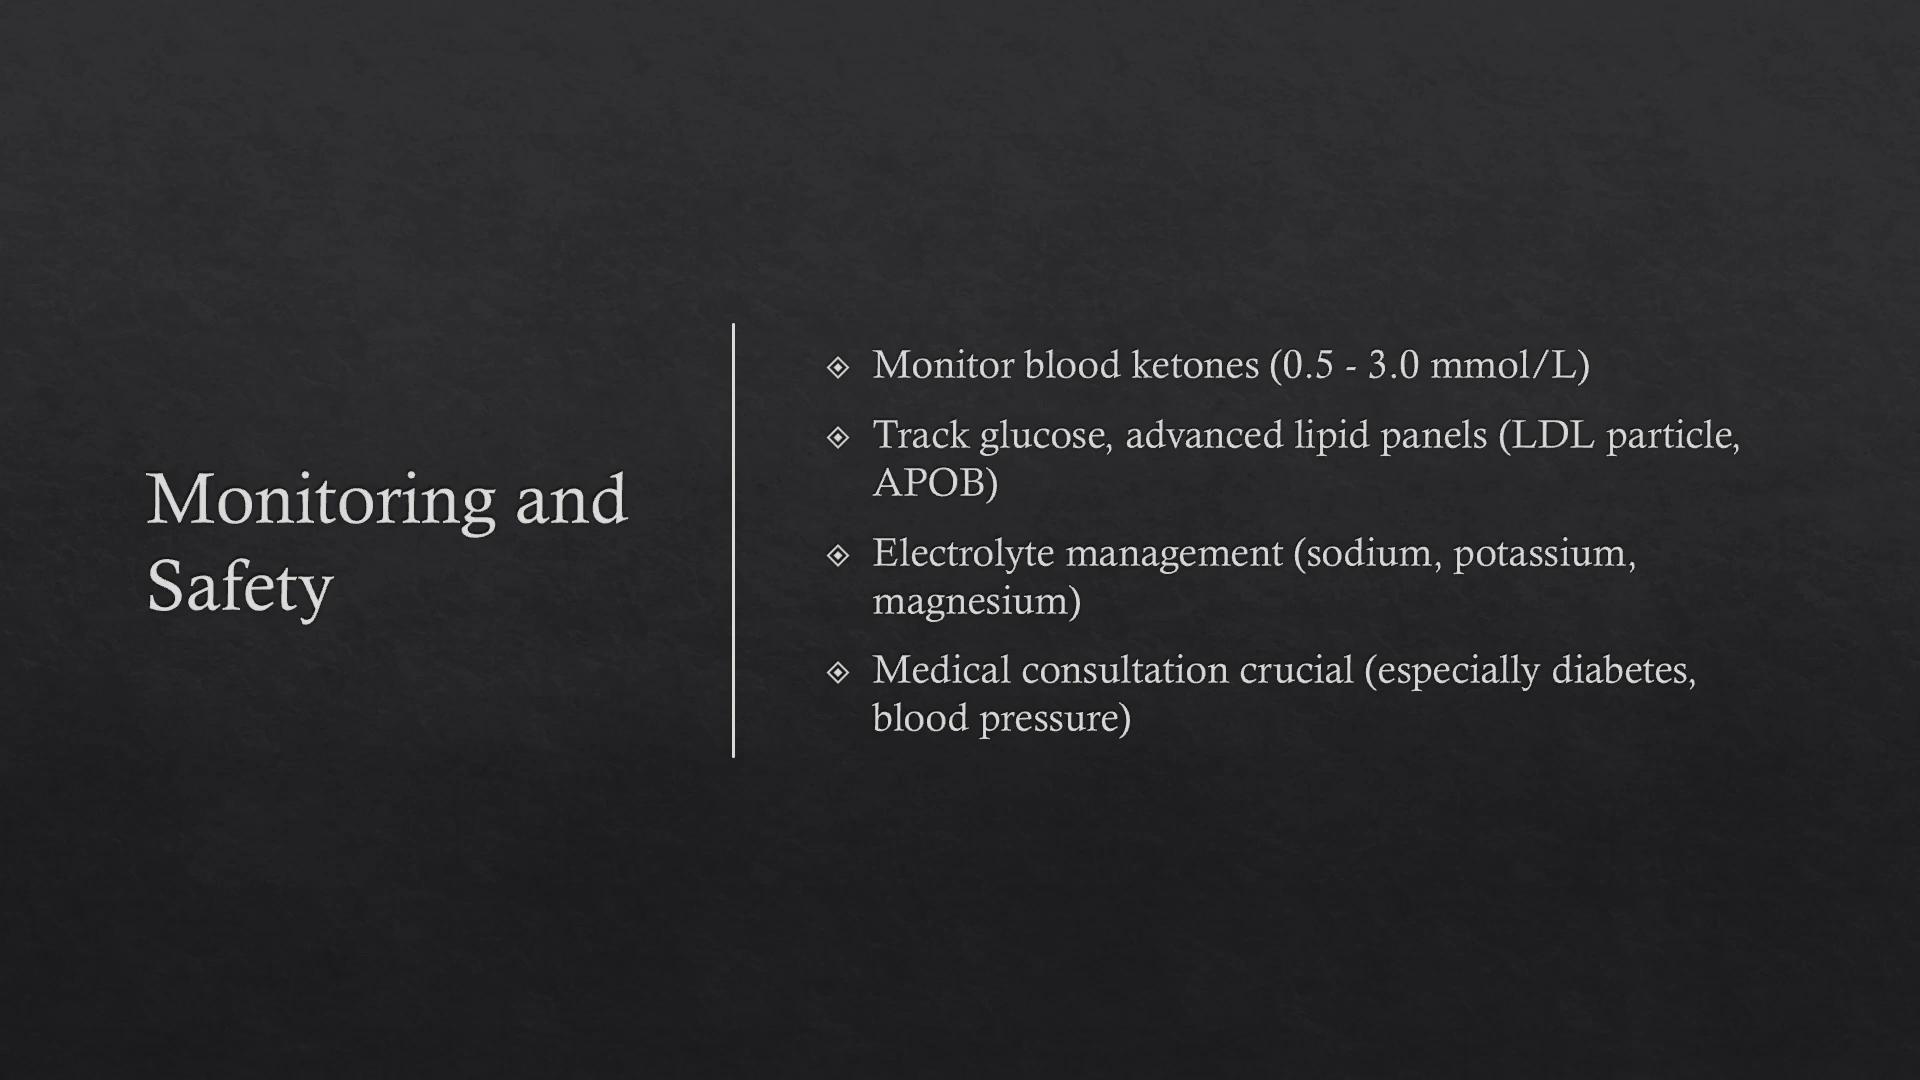 Monitoring and
Safety
Monitor blood ketones (0.5 - 3.0 mmol/L)
Track glucose, advanced lipid panels (LDL particle,
APOB)
Electrolyte management (sodium, potassium,
magnesium)
Medical consultation crucial (especially diabetes,
blood pressure)